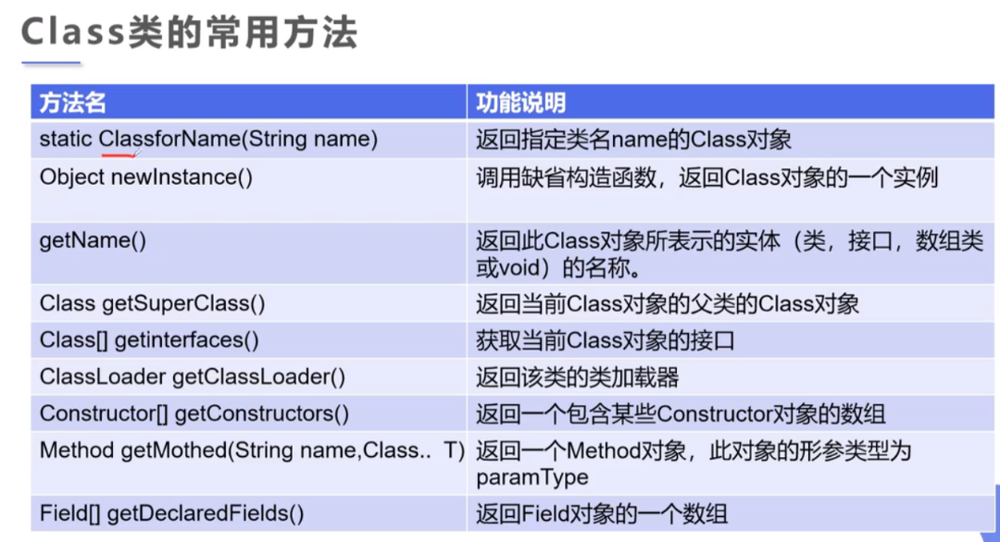 Class类的常用方法
方法名 功能说明
static ClassforName(String name) 返回指定类名name的Class对象
Object newInstance() 调用缺省构造函数，返回Class对象的一个实例
getName() 返回此Class对象所表示的实体（类，接口，数组类
或void）的名称。
Class getSuperClass() 返回当前Class对象的父类的Class对象
Class[] getinterfaces() 获取当前Class对象的接口
ClassLoader getClassLoader() 返回该类的类加载器
Constructor[] getConstructors() 返回一个包含某些Constructor对象的数组
Method getMothed(String name,Class.. T) 返回一个Method对象，此对象的形参类型为
paramType
Field[] getDeclaredFields() 返回Field对象的一个数组